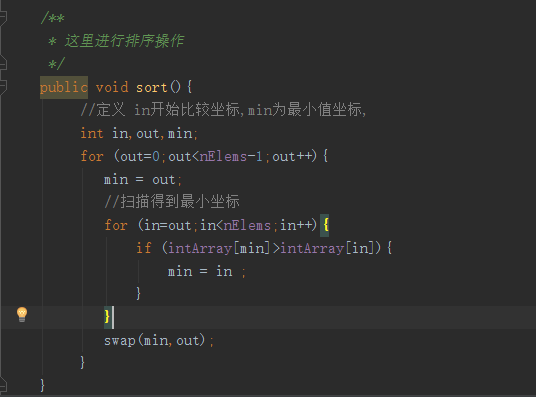 /**
 * 这里进行排序操作
 */
public void sort(){
    //定义 in开始比较坐标,min为最小值坐标,
    int in,out,min;
    for (out=0;out<nElems-1;out++){
       min = out;
       //扫描得到最小坐标
       for (in=out;in<nElems;in++){
           if (intArray[min]>intArray[in]){
               min = in ;
           }
       }
       swap(min,out);
    }
}